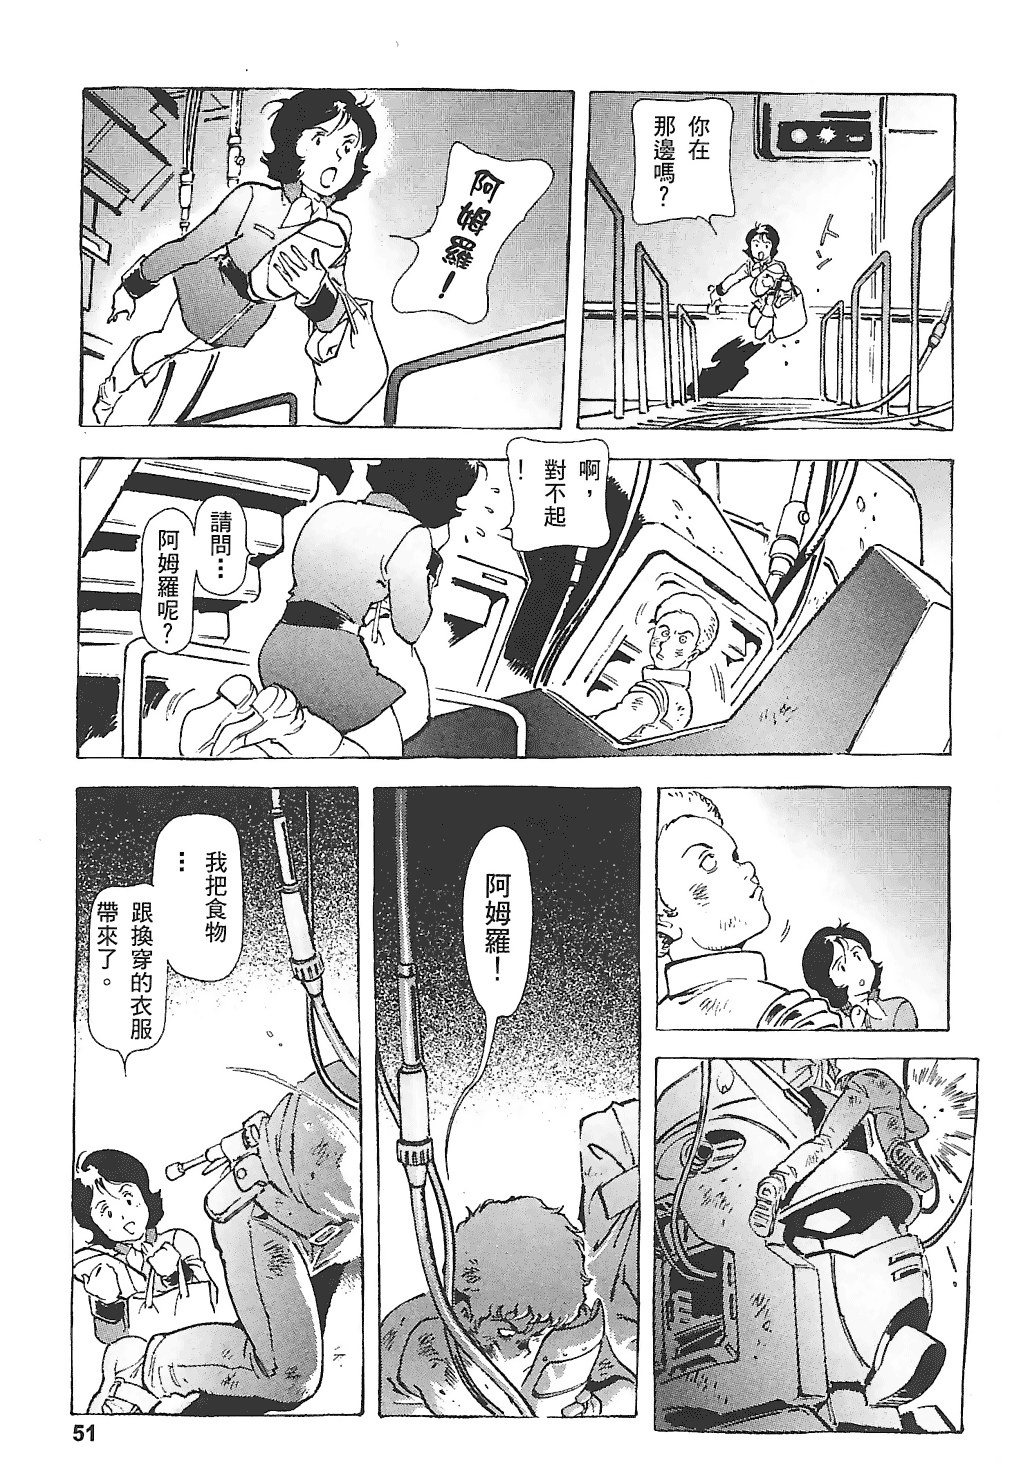 你在
那邊嗎？
トン
阿姆羅！
啊，
對不起
！
請問…
阿姆羅呢？
阿姆羅！
我把食物
…
跟換穿的衣服
帶來了。
51